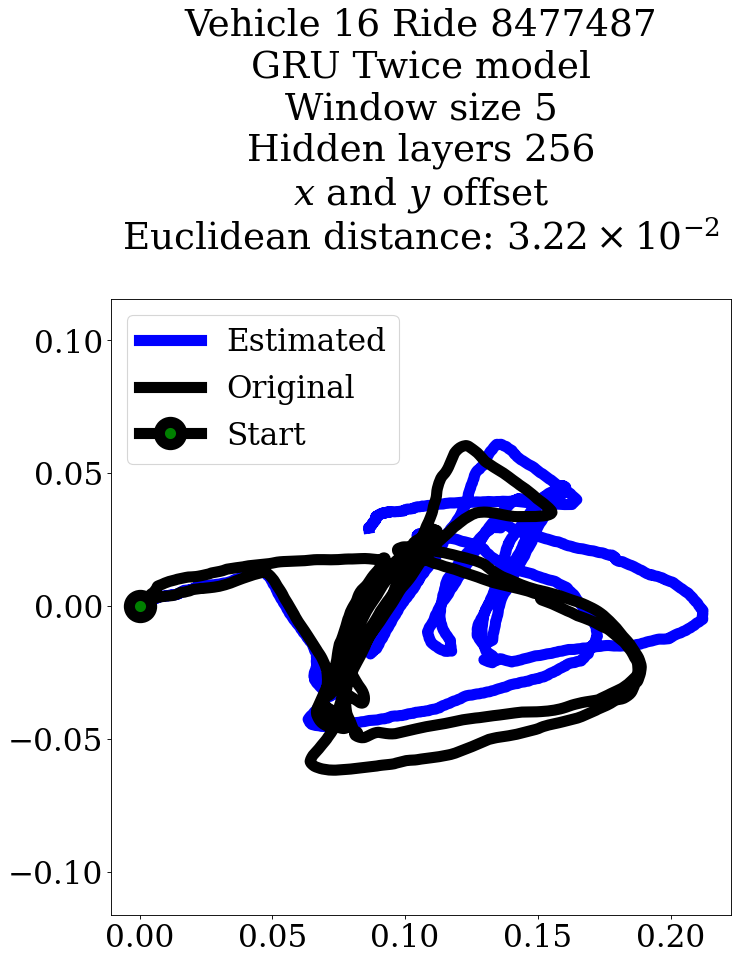 Vehicle 16 Ride 8477487
GRU Twice model
Window size 5
Hidden layers 256
x and y offset
Euclidean distance: 3.22 × 10⁻²
Estimated
Original
Start
0.10
0.05
0.00
−0.05
−0.10
0.00 0.05 0.10 0.15 0.20